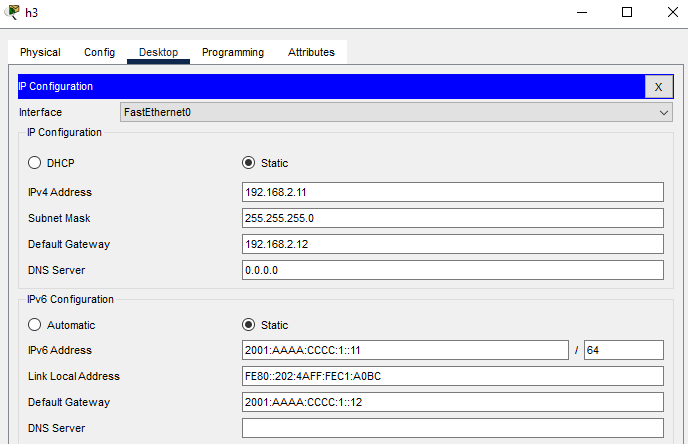 h3
Physical Config Desktop Programming Attributes
IP Configuration X
Interface FastEthernet0
IP Configuration
DHCP Static
IPv4 Address 192.168.2.11
Subnet Mask 255.255.255.0
Default Gateway 192.168.2.12
DNS Server 0.0.0.0
IPv6 Configuration
Automatic Static
IPv6 Address 2001:AAAA:CCCC:1::11 / 64
Link Local Address FE80::202:4AFF:FEC1:A0BC
Default Gateway 2001:AAAA:CCCC:1::12
DNS Server